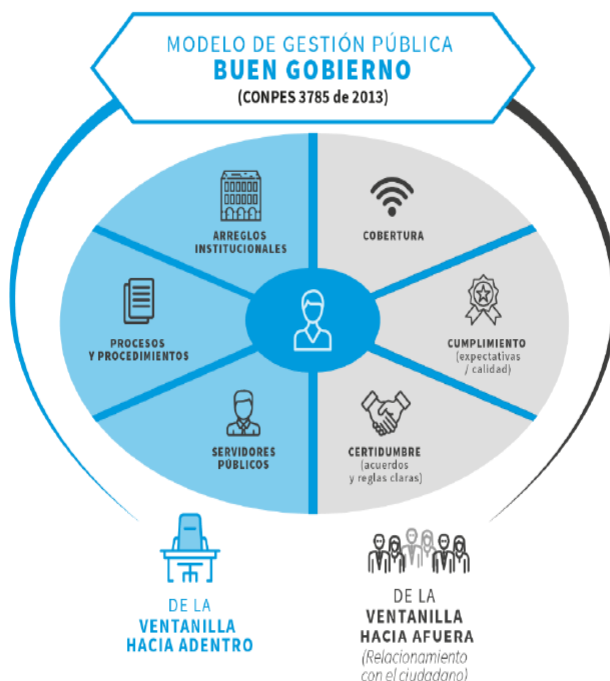 MODELO DE GESTIÓN PÚBLICA
BUEN GOBIERNO
(CONPES 3785 de 2013)
ARREGLOS
INSTITUCIONALES
COBERTURA
PROCESOS
Y PROCEDIMIENTOS
CUMPLIMIENTO
(expectativas
/ calidad)
SERVIDORES
PÚBLICOS
CERTIDUMBRE
(acuerdos
y reglas claras)
DE LA
VENTANILLA
HACIA ADENTRO
DE LA
VENTANILLA
HACIA AFUERA
(Relacionamiento
con el ciudadano)